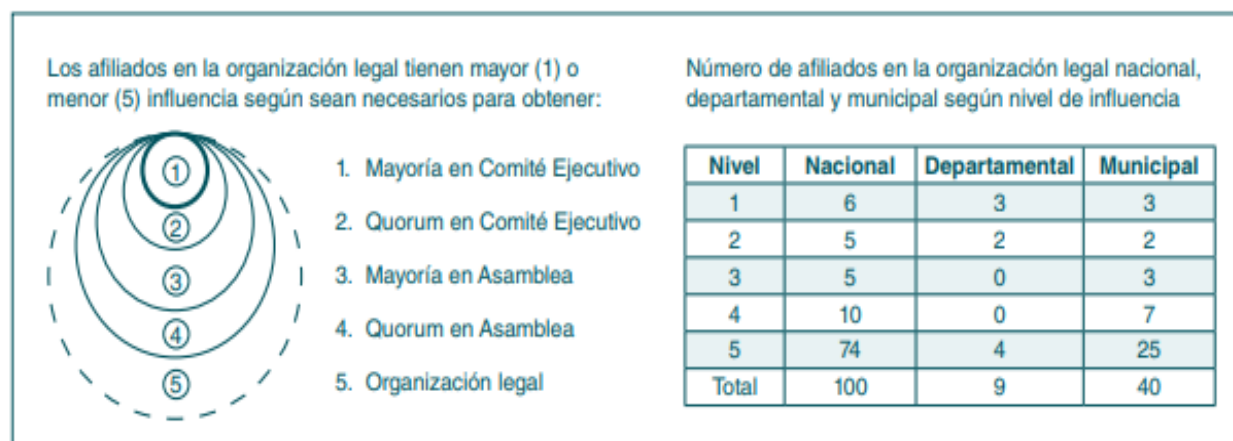 Los afiliados en la organización legal tienen mayor (1) o
menor (5) influencia según sean necesarios para obtener:
1
2
3
4
5
1. Mayoría en Comité Ejecutivo
2. Quorum en Comité Ejecutivo
3. Mayoría en Asamblea
4. Quorum en Asamblea
5. Organización legal
Número de afiliados en la organización legal nacional,
departamental y municipal según nivel de influencia
Nivel Nacional Departamental Municipal
1 6 3 3
2 5 2 2
3 5 0 3
4 10 0 7
5 74 4 25
Total 100 9 40